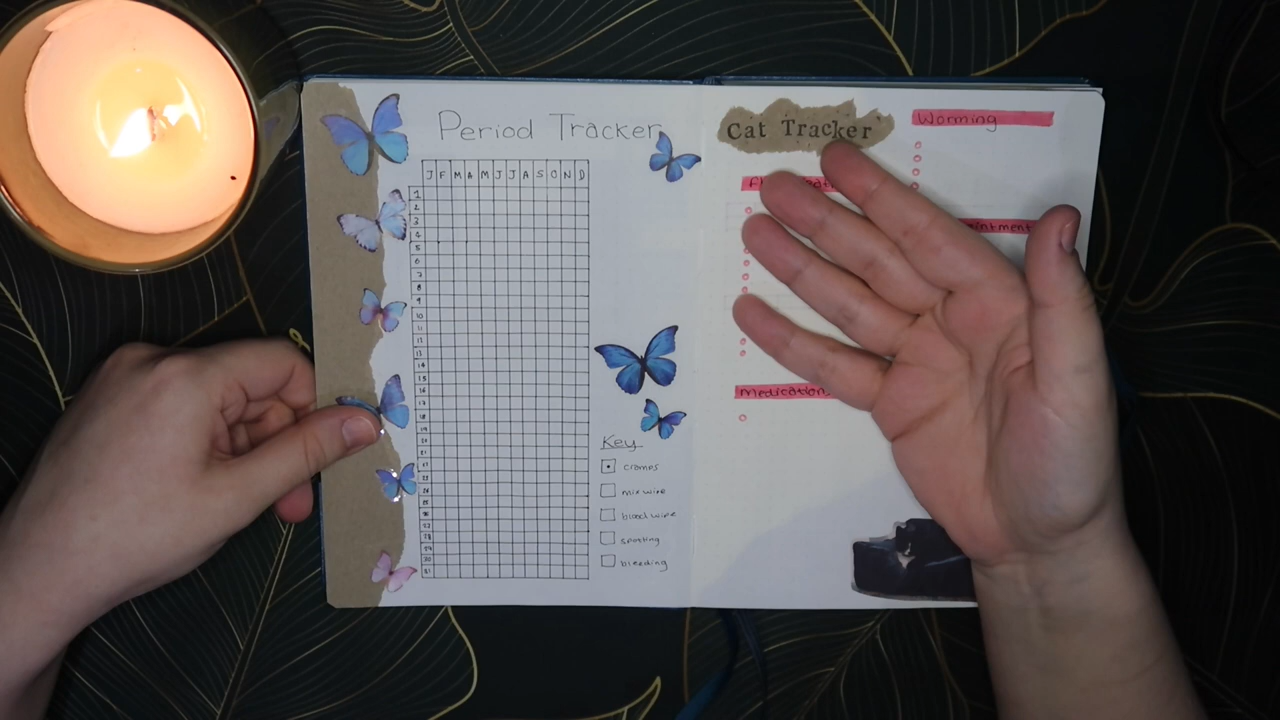 Period Tracker
J F M A M J J A S O N D
1
2
3
4
5
6
7
8
9
10
11
12
13
14
15
16
17
18
19
20
21
22
23
24
25
26
27
28
29
30
31
Key
cramps
mix wipe
blood wipe
spotting
bleeding
Cat Tracker
Worming
Medication